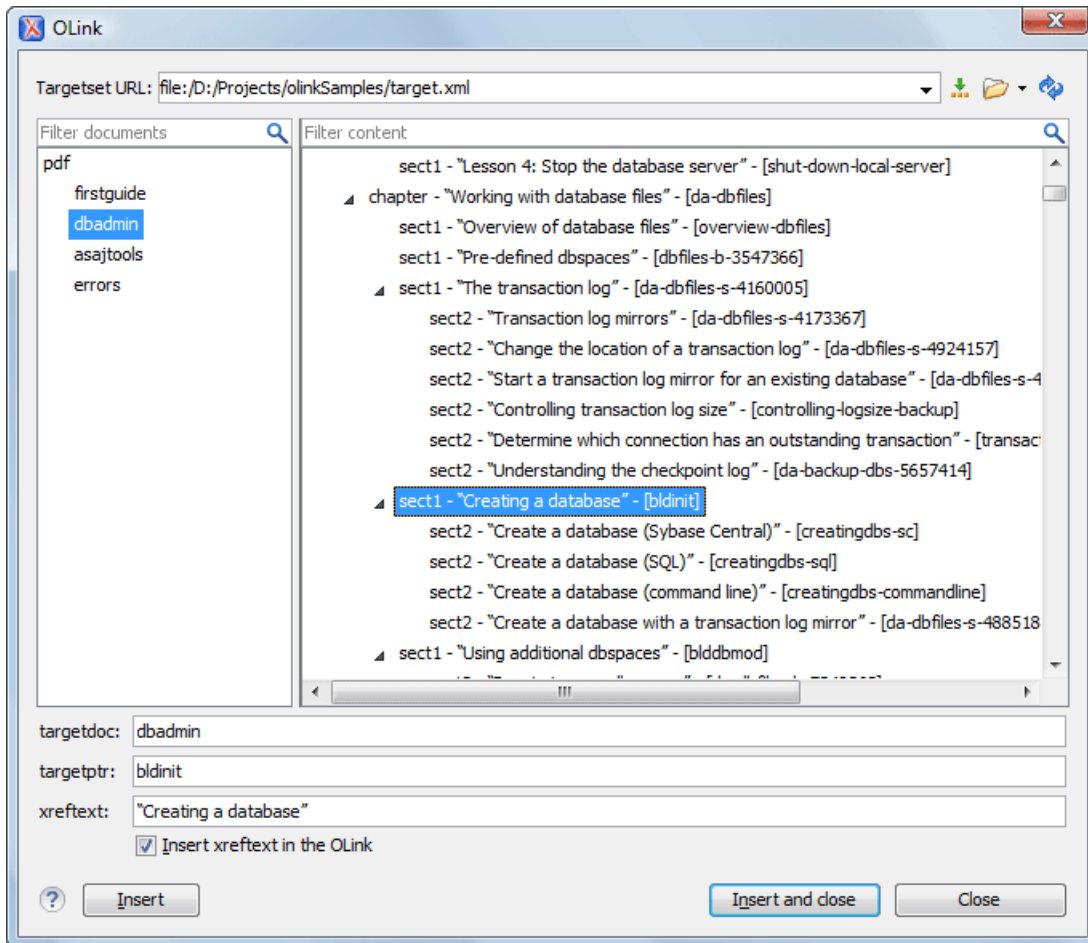 OLink
Targetset URL: file:/D:/Projects/olinkSamples/target.xml
Filter documents
Filter content
pdf
firstguide
dbadmin
asajtools
errors
sect1 - “Lesson 4: Stop the database server” - [shut-down-local-server]
chapter - “Working with database files” - [da-dbfiles]
sect1 - “Overview of database files” - [overview-dbfiles]
sect1 - “Pre-defined dbspaces” - [dbfiles-b-3547366]
sect1 - “The transaction log” - [da-dbfiles-s-4160005]
sect2 - “Transaction log mirrors” - [da-dbfiles-s-4173367]
sect2 - “Change the location of a transaction log” - [da-dbfiles-s-4924157]
sect2 - “Start a transaction log mirror for an existing database” - [da-dbfiles-s-4
sect2 - “Controlling transaction log size” - [controlling-logsize-backup]
sect2 - “Determine which connection has an outstanding transaction” - [transac
sect2 - “Understanding the checkpoint log” - [da-backup-dbs-5657414]
sect1 - “Creating a database” - [bldinit]
sect2 - “Create a database (Sybase Central)” - [creatingdbs-sc]
sect2 - “Create a database (SQL)” - [creatingdbs-sql]
sect2 - “Create a database (command line)” - [creatingdbs-commandline]
sect2 - “Create a database with a transaction log mirror” - [da-dbfiles-s-488518
sect1 - “Using additional dbspaces” - [blddbmod]
targetdoc: dbadmin
targetptr: bldinit
xreftext: “Creating a database”
Insert xreftext in the OLink
Insert
Insert and close
Close